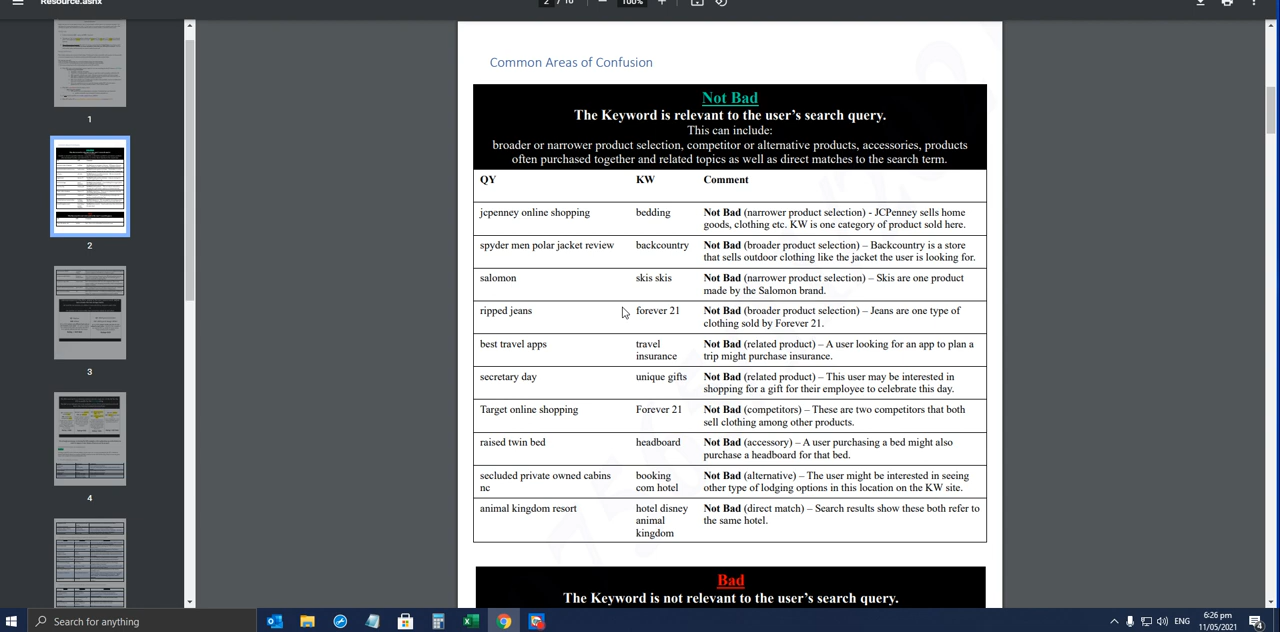 Resource.ashx
2 / 10
100%
1
2
3
4
Common Areas of Confusion
Not Bad
The Keyword is relevant to the user's search query.
This can include:
broader or narrower product selection, competitor or alternative products, accessories, products
often purchased together and related topics as well as direct matches to the search term.
QY KW Comment
jcpenney online shopping bedding Not Bad (narrower product selection) - JCPenney sells home
goods, clothing etc. KW is one category of product sold here.
spyder men polar jacket review backcountry Not Bad (broader product selection) – Backcountry is a store
that sells outdoor clothing like the jacket the user is looking for.
salomon skis skis Not Bad (narrower product selection) – Skis are one product
made by the Salomon brand.
ripped jeans forever 21 Not Bad (broader product selection) – Jeans are one type of
clothing sold by Forever 21.
best travel apps travel Not Bad (related product) – A user looking for an app to plan a
insurance trip might purchase insurance.
secretary day unique gifts Not Bad (related product) – This user may be interested in
shopping for a gift for their employee to celebrate this day.
Target online shopping Forever 21 Not Bad (competitors) – These are two competitors that both
sell clothing among other products.
raised twin bed headboard Not Bad (accessory) – A user purchasing a bed might also
purchase a headboard for that bed.
secluded private owned cabins booking Not Bad (alternative) – The user might be interested in seeing
nc com hotel other type of lodging options in this location on the KW site.
animal kingdom resort hotel disney Not Bad (direct match) – Search results show these both refer to
animal the same hotel.
kingdom
Bad
The Keyword is not relevant to the user's search query.
Search for anything
ENG
6:26 pm
11/05/2021
4